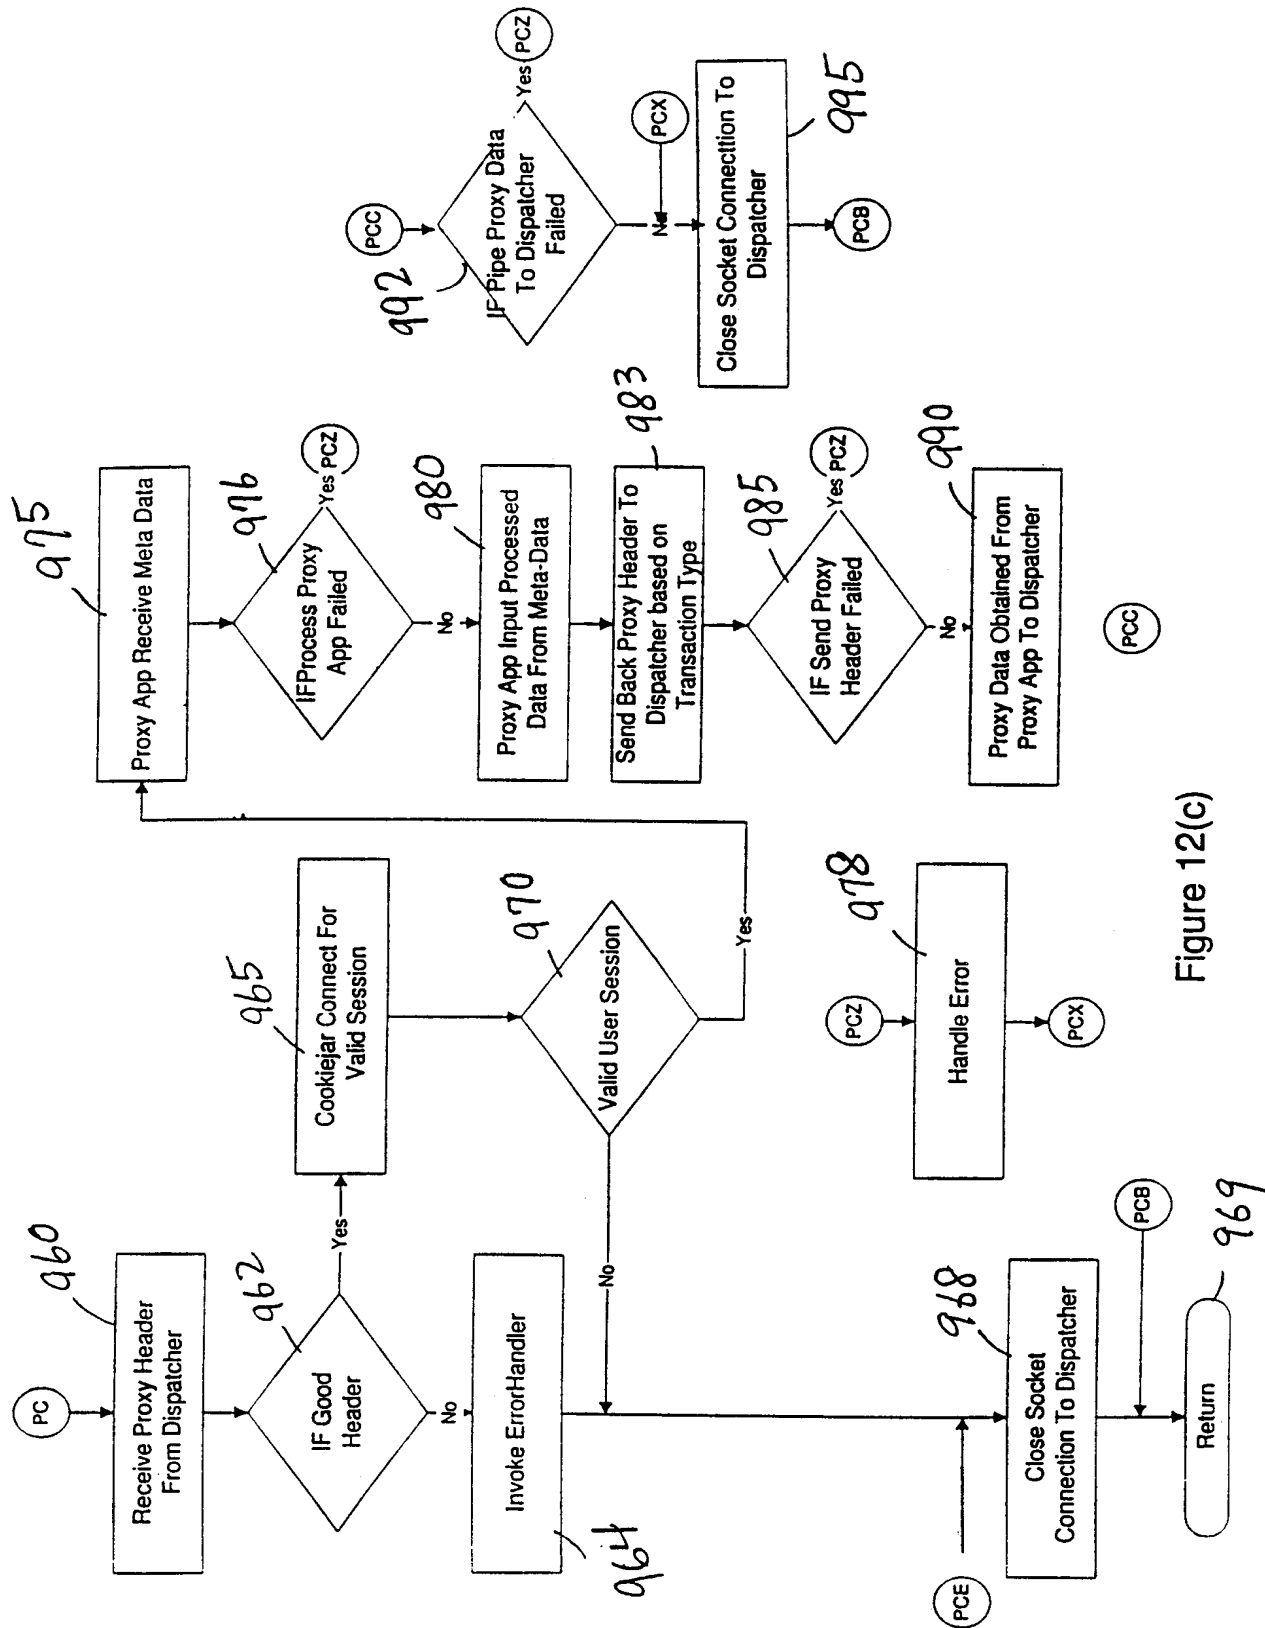 PC
960
Receive Proxy Header
From Dispatcher
962
IF Good
Header
Yes
No
Invoke ErrorHandler
964
965
Cookiejar Connect For
Valid Session
970
Valid User Session
No
Yes
PCE
968
Close Socket
Connection To Dispatcher
PCB
Return
969
PCZ
978
Handle Error
PCX
975
Proxy App Receive Meta Data
976
IFProcess Proxy
App Failed
Yes
PCZ
No
980
Proxy App Input Processed
Data From Meta-Data
983
Send Back Proxy Header To
Dispatcher based on
Transaction Type
985
IF Send Proxy
Header Failed
Yes
PCZ
No
990
Proxy Data Obtained From
Proxy App To Dispatcher
PCC
PCC
992
IF Pipe Proxy Data
To Dispatcher
Failed
Yes
PCZ
No
PCX
Close Socket Connecttion To
Dispatcher
995
PCB
Figure 12(c)